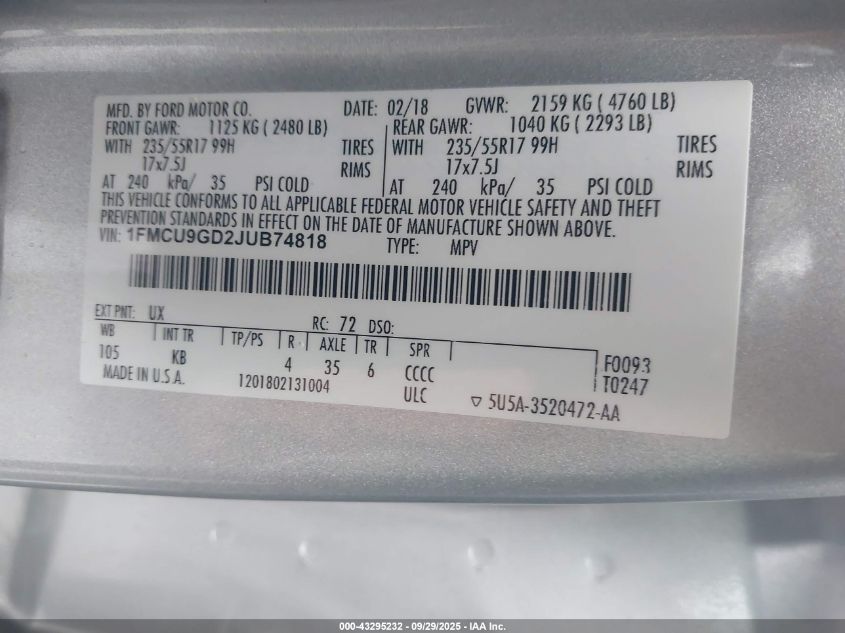 MFD. BY FORD MOTOR CO. DATE: 02/18 GVWR: 2159 KG ( 4760 LB)
FRONT GAWR: 1125 KG ( 2480 LB) REAR GAWR: 1040 KG ( 2293 LB)
WITH 235/55R17 99H TIRES WITH 235/55R17 99H TIRES
17x7.5J RIMS 17x7.5J RIMS
AT 240 kPa/ 35 PSI COLD AT 240 kPa/ 35 PSI COLD
THIS VEHICLE CONFORMS TO ALL APPLICABLE FEDERAL MOTOR VEHICLE SAFETY AND THEFT
PREVENTION STANDARDS IN EFFECT ON THE DATE OF MANUFACTURE SHOWN ABOVE.
VIN: 1FMCU9GD2JUB74818 TYPE: MPV
EXT PNT: UX RC: 72 DSO:
WB INT TR TP/PS R AXLE TR SPR
105 KB 4 35 6 CCCC F0093
MADE IN U.S.A. 1201802131004 ULC T0247
5U5A-3520472-AA
000-43295232 - 09/29/2025 - IAA Inc.